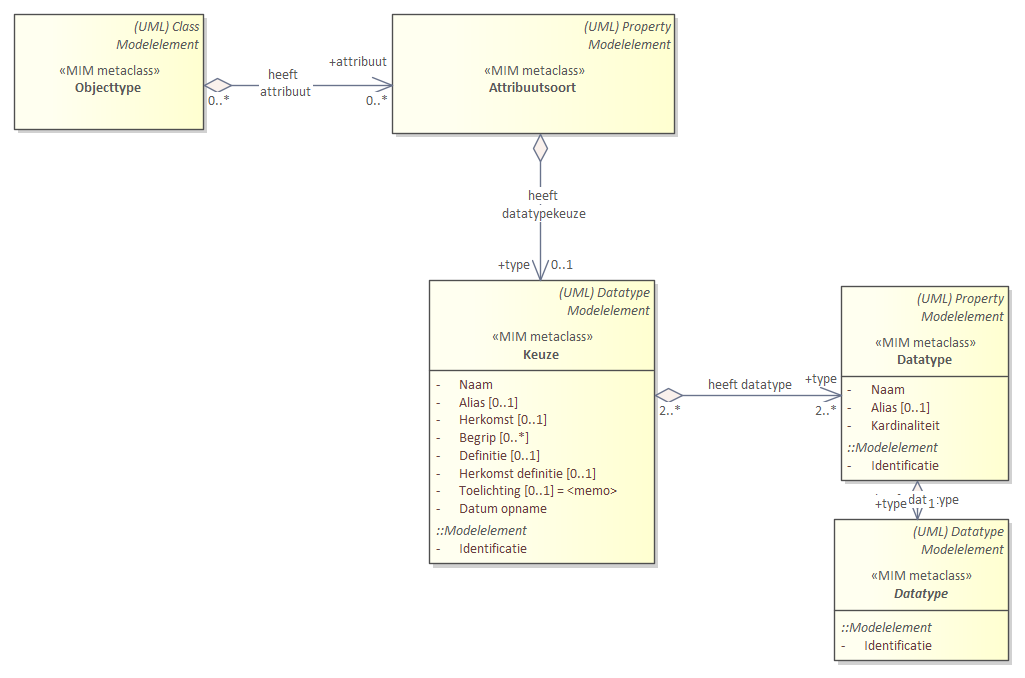 (UML) Class
Modelelement
«MIM metaclass»
Objecttype
heeft
attribuut
+attribuut
0..*
0..*
(UML) Property
Modelelement
«MIM metaclass»
Attribuutsoort
heeft
datatypekeuze
+type
0..1
(UML) Datatype
Modelelement
«MIM metaclass»
Keuze
- Naam
- Alias [0..1]
- Herkomst [0..1]
- Begrip [0..*]
- Definitie [0..1]
- Herkomst definitie [0..1]
- Toelichting [0..1] = <memo>
- Datum opname
::Modelelement
- Identificatie
heeft datatype
+type
2..*
2..*
(UML) Property
Modelelement
«MIM metaclass»
Datatype
- Naam
- Alias [0..1]
- Kardinaliteit
::Modelelement
- Identificatie
+type
1
(UML) Datatype
Modelelement
«MIM metaclass»
Datatype
::Modelelement
- Identificatie